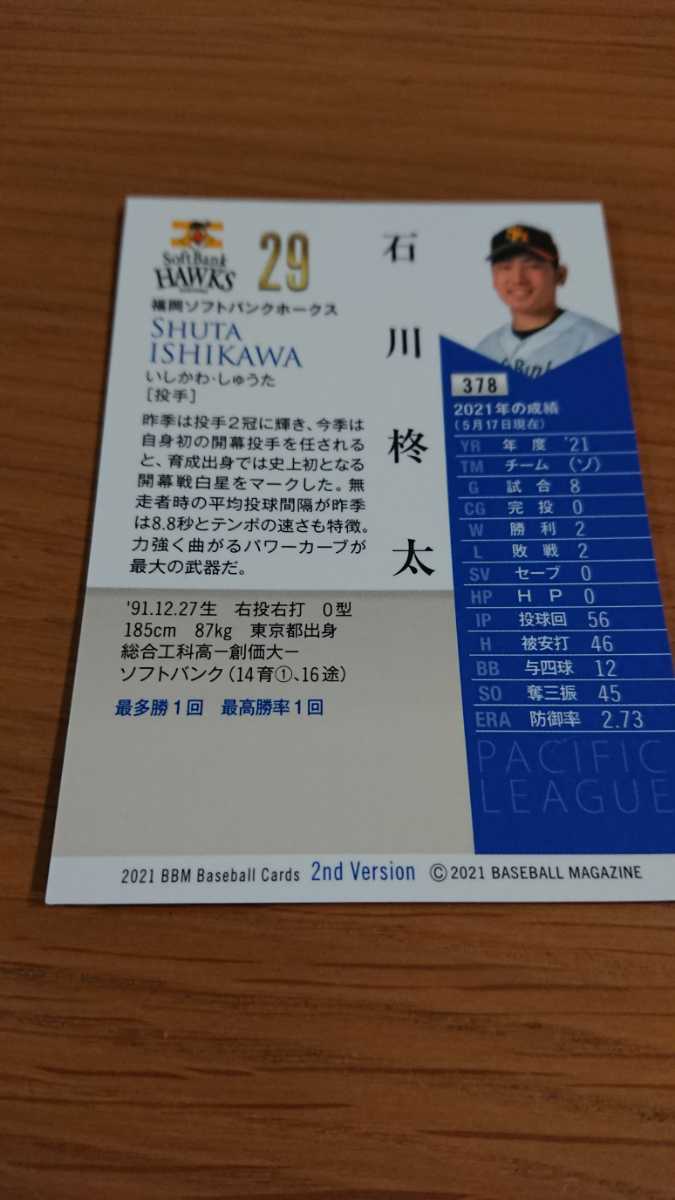 SoftBank
HAWKS
29
福岡ソフトバンクホークス
SHUTA
ISHIKAWA
いしかわ・しゅうた
[投手]
昨季は投手2冠に輝き、今季は
自身初の開幕投手を任される
と、育成出身では史上初となる
開幕戦白星をマークした。無
走者時の平均投球間隔が昨季
は8.8秒とテンポの速さも特徴。
力強く曲がるパワーカーブが
最大の武器だ。
'91.12.27生 右投右打 O型
185cm 87kg 東京都出身
総合工科高ー創価大ー
ソフトバンク(14育①、16途)
最多勝1回 最高勝率1回
石川柊太
378
2021年の成績
(5月17日現在)
YR 年度 '21
TM チーム (ソ)
G 試合 8
CG 完投 0
W 勝利 2
L 敗戦 2
SV セーブ 0
HP HP 0
IP 投球回 56
H 被安打 46
BB 与四球 12
SO 奪三振 45
ERA 防御率 2.73
PACIFIC
LEAGUE
2021 BBM Baseball Cards 2nd Version ©2021 BASEBALL MAGAZINE